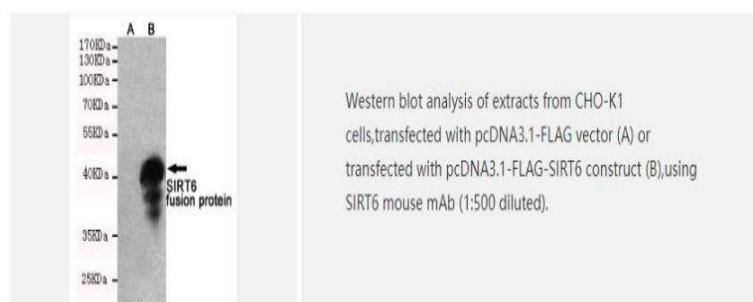 A B
170KDa
130KDa
100KDa
70KDa
55KDa
40KDa
SIRT6
fusion protein
35KDa
25KDa
Western blot analysis of extracts from CHO-K1
cells,transfected with pcDNA3.1-FLAG vector (A) or
transfected with pcDNA3.1-FLAG-SIRT6 construct (B),using
SIRT6 mouse mAb (1:500 diluted).